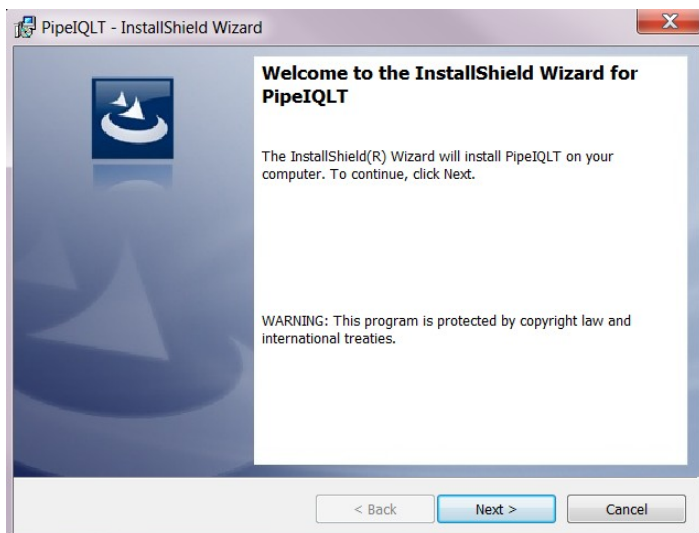 PipeIQLT - InstallShield Wizard
X
Welcome to the InstallShield Wizard for
PipeIQLT
The InstallShield(R) Wizard will install PipeIQLT on your
computer. To continue, click Next.
WARNING: This program is protected by copyright law and
international treaties.
< Back Next > Cancel